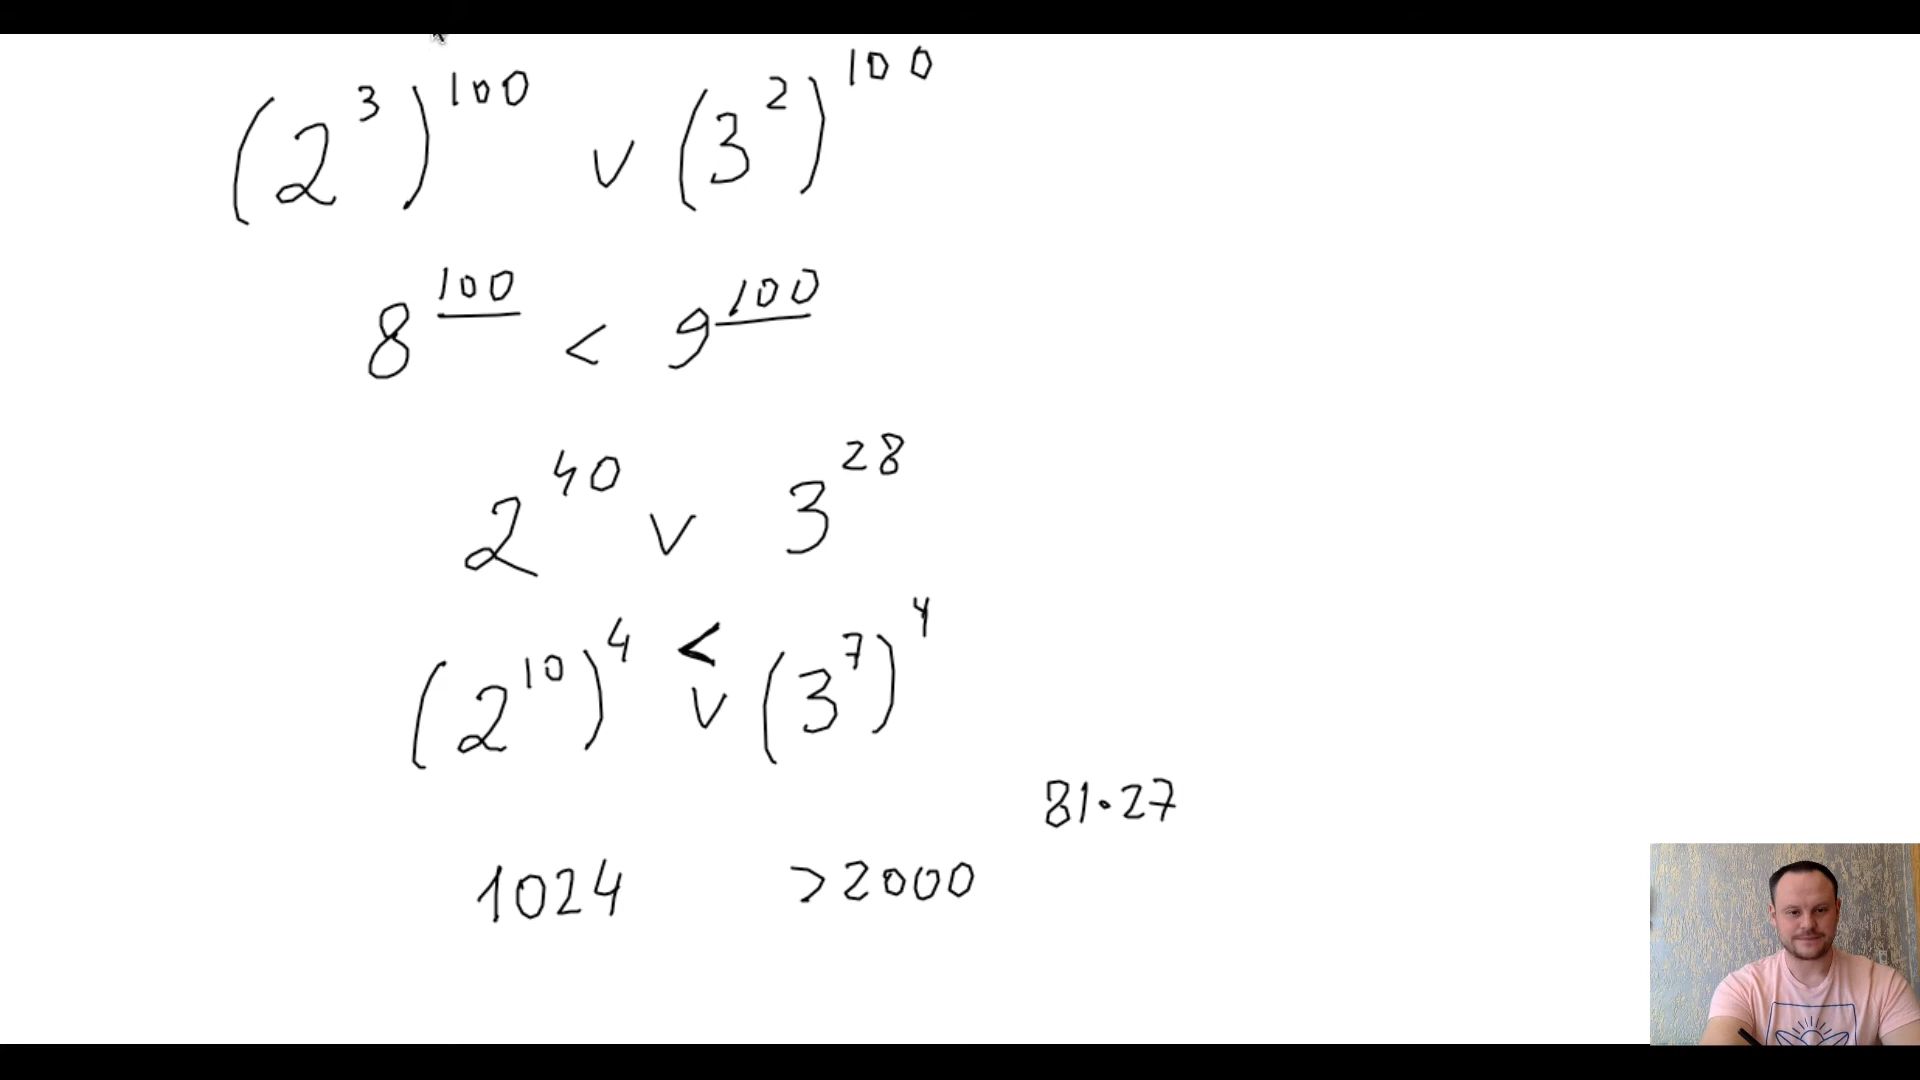 (2³)¹⁰⁰ v (3²)¹⁰⁰
8¹⁰⁰ < 9¹⁰⁰
2⁴⁰ v 3²⁸
(2¹⁰)⁴ < v (3⁷)⁴
81·27
1024 >2000